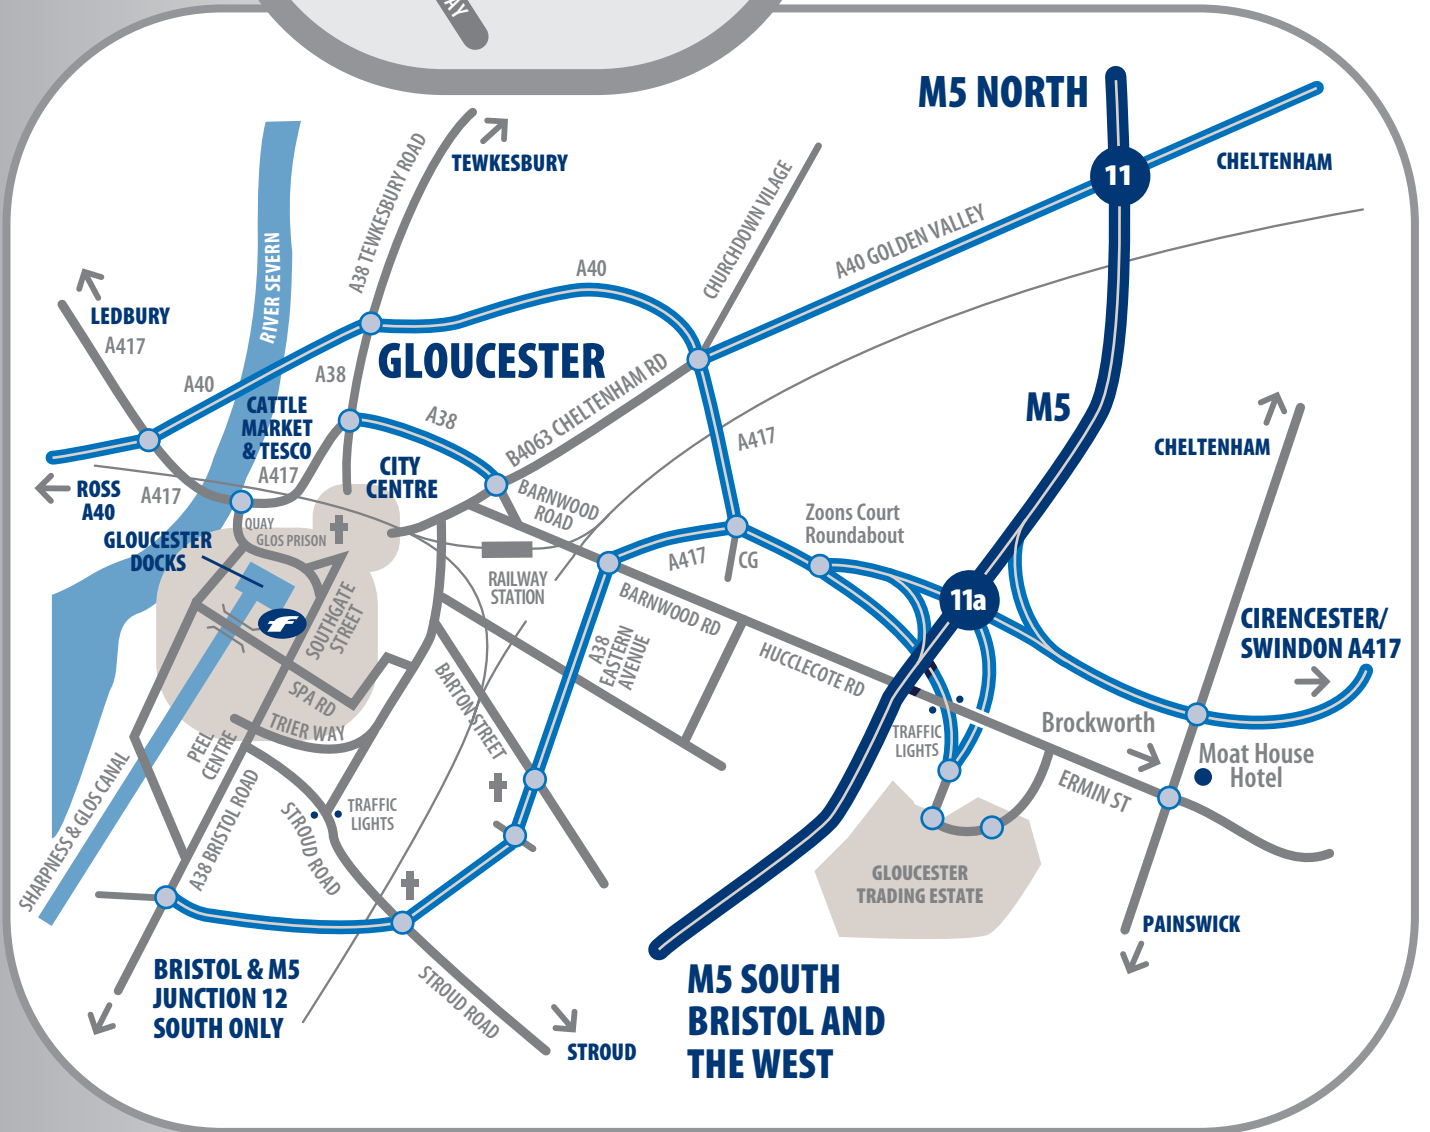 AY
M5 NORTH
11
CHELTENHAM
TEWKESBURY
A38 TEWKESBURY ROAD
CHURCHDOWN VILAGE
A40 GOLDEN VALLEY
RIVER SEVERN
A40
LEDBURY
A417
A40
A38
GLOUCESTER
B4063 CHELTENHAM RD
M5
CATTLE
MARKET
& TESCO
A38
A417
CHELTENHAM
A417
CITY
CENTRE
ROSS
A40
A417
BARNWOOD
ROAD
Zoons Court
Roundabout
QUAY
GLOS PRISON
GLOUCESTER
DOCKS
A417
CG
RAILWAY
STATION
11a
BARNWOOD RD
SOUTHGATE
STREET
f
A38
EASTERN
AVENUE
HUCCLECOTE RD
CIRENCESTER/
SWINDON A417
SPA RD
TRIER WAY
BARTON STREET
PEEL
CENTRE
TRAFFIC
LIGHTS
Brockworth
Moat House
Hotel
ERMIN ST
SHARPNESS & GLOS CANAL
A38 BRISTOL ROAD
STROUD ROAD
TRAFFIC
LIGHTS
GLOUCESTER
TRADING ESTATE
PAINSWICK
BRISTOL & M5
JUNCTION 12
SOUTH ONLY
STROUD ROAD
STROUD
M5 SOUTH
BRISTOL AND
THE WEST